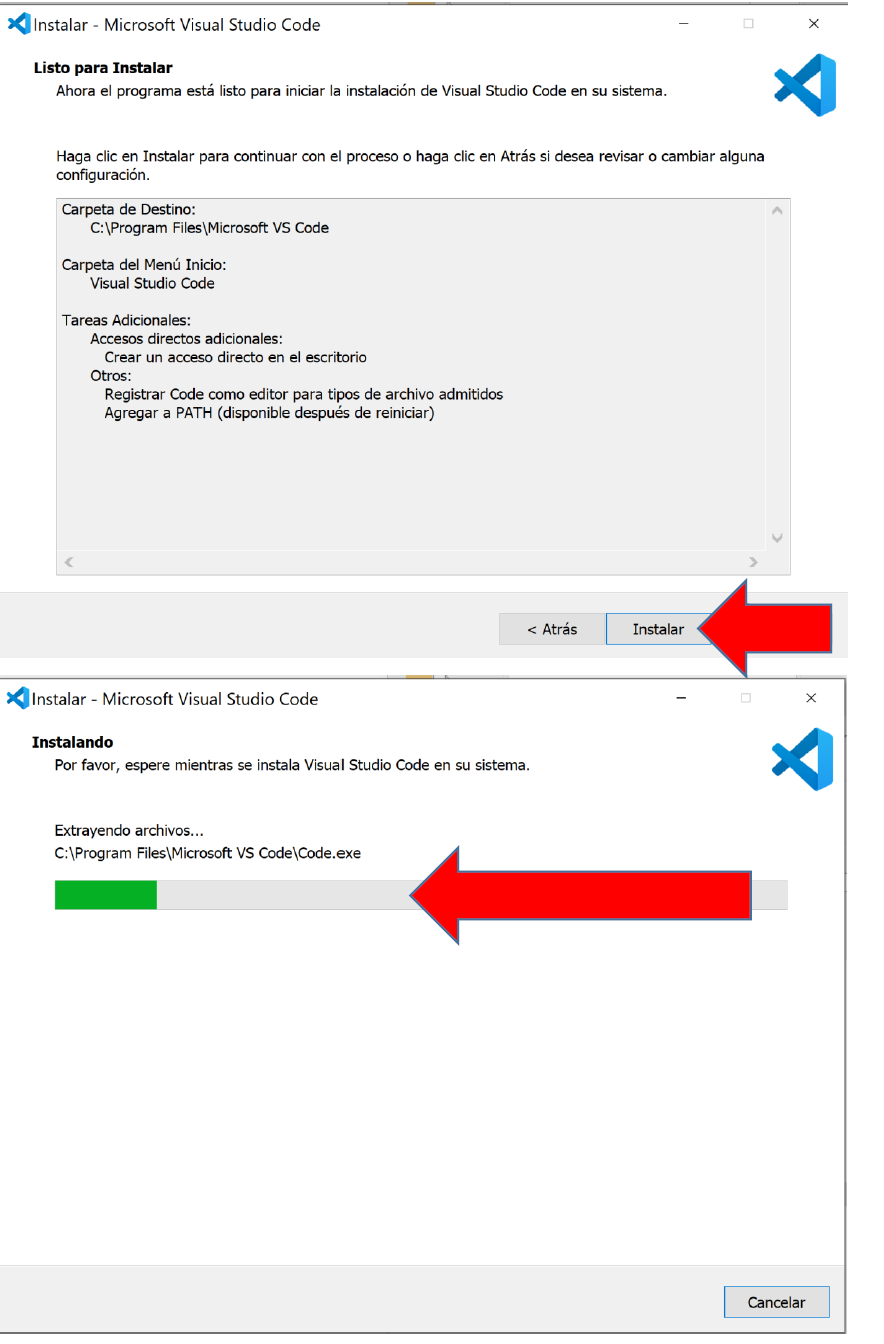 Instalar - Microsoft Visual Studio Code
Listo para Instalar
Ahora el programa está listo para iniciar la instalación de Visual Studio Code en su sistema.
Haga clic en Instalar para continuar con el proceso o haga clic en Atrás si desea revisar o cambiar alguna
configuración.
Carpeta de Destino:
C:\Program Files\Microsoft VS Code
Carpeta del Menú Inicio:
Visual Studio Code
Tareas Adicionales:
Accesos directos adicionales:
Crear un acceso directo en el escritorio
Otros:
Registrar Code como editor para tipos de archivo admitidos
Agregar a PATH (disponible después de reiniciar)
< Atrás Instalar
Instalar - Microsoft Visual Studio Code
Instalando
Por favor, espere mientras se instala Visual Studio Code en su sistema.
Extrayendo archivos...
C:\Program Files\Microsoft VS Code\Code.exe
Cancelar